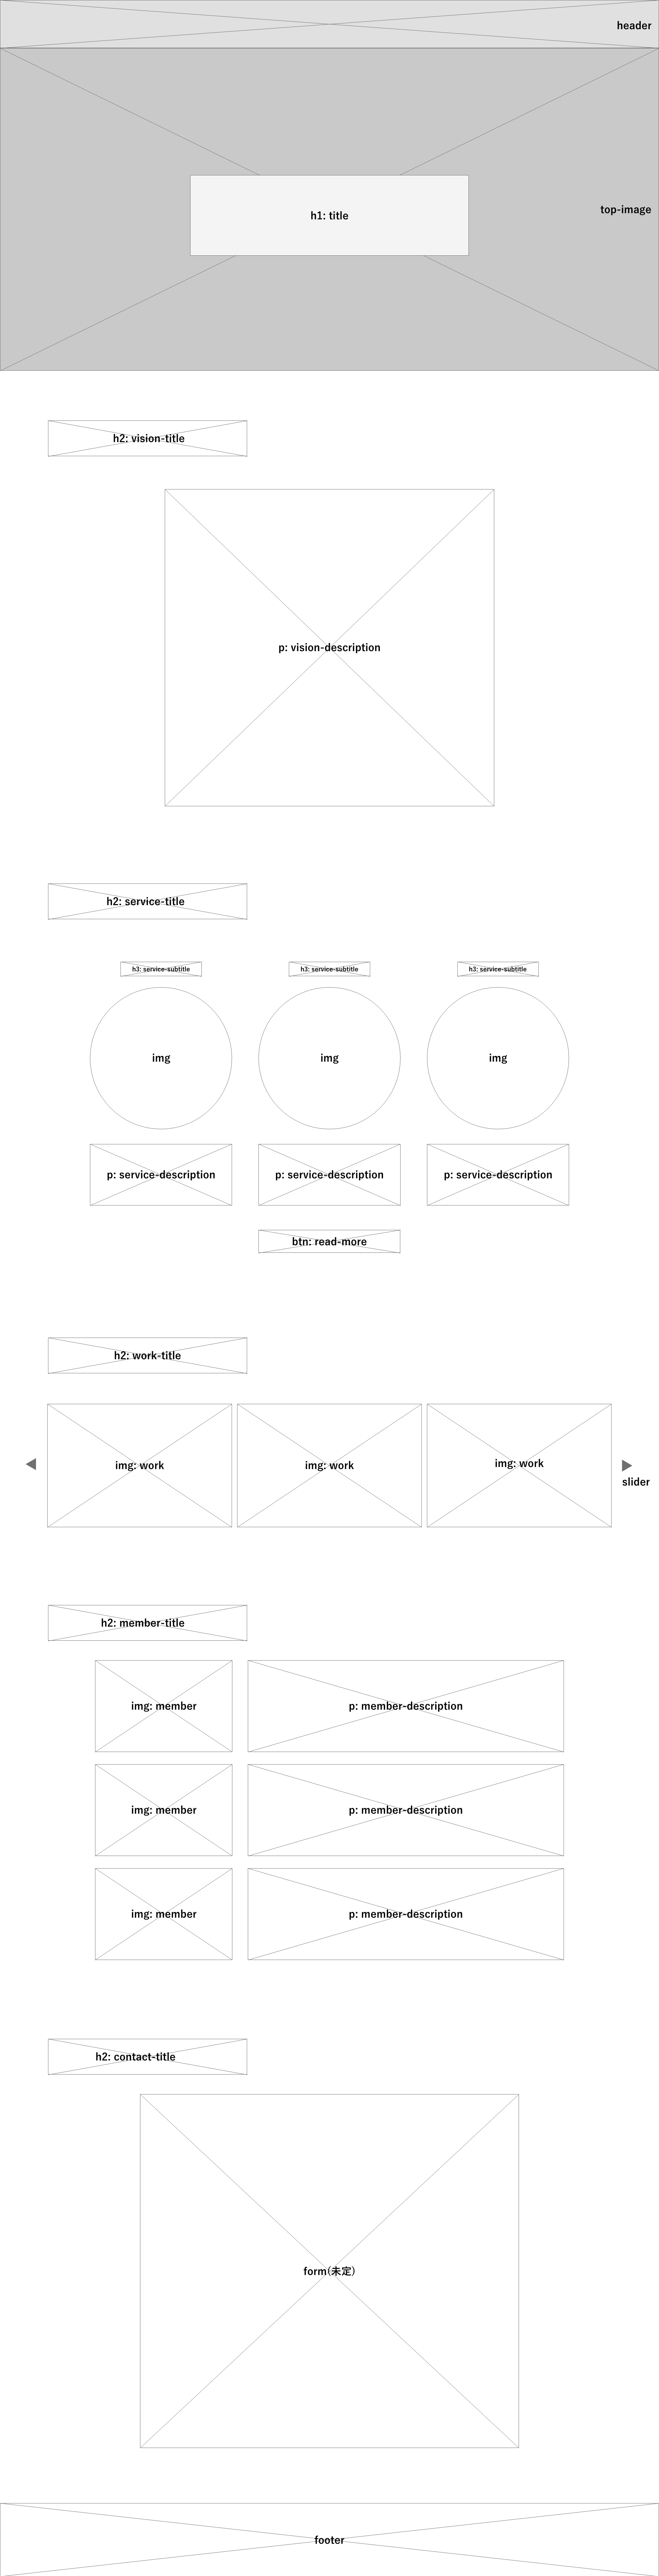 header
h1: title
top-image
h2: vision-title
p: vision-description
h2: service-title
h3: service-subtitle
h3: service-subtitle
h3: service-subtitle
img
img
img
p: service-description
p: service-description
p: service-description
btn: read-more
h2: work-title
img: work
img: work
img: work
slider
h2: member-title
img: member
p: member-description
img: member
p: member-description
img: member
p: member-description
h2: contact-title
form(未定)
footer